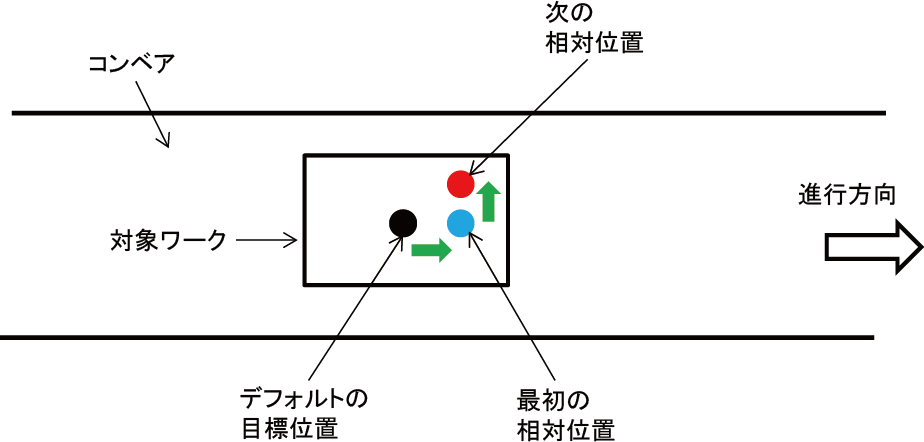 次の
相対位置
コンベア
進行方向
対象ワーク
デフォルトの
目標位置
最初の
相対位置